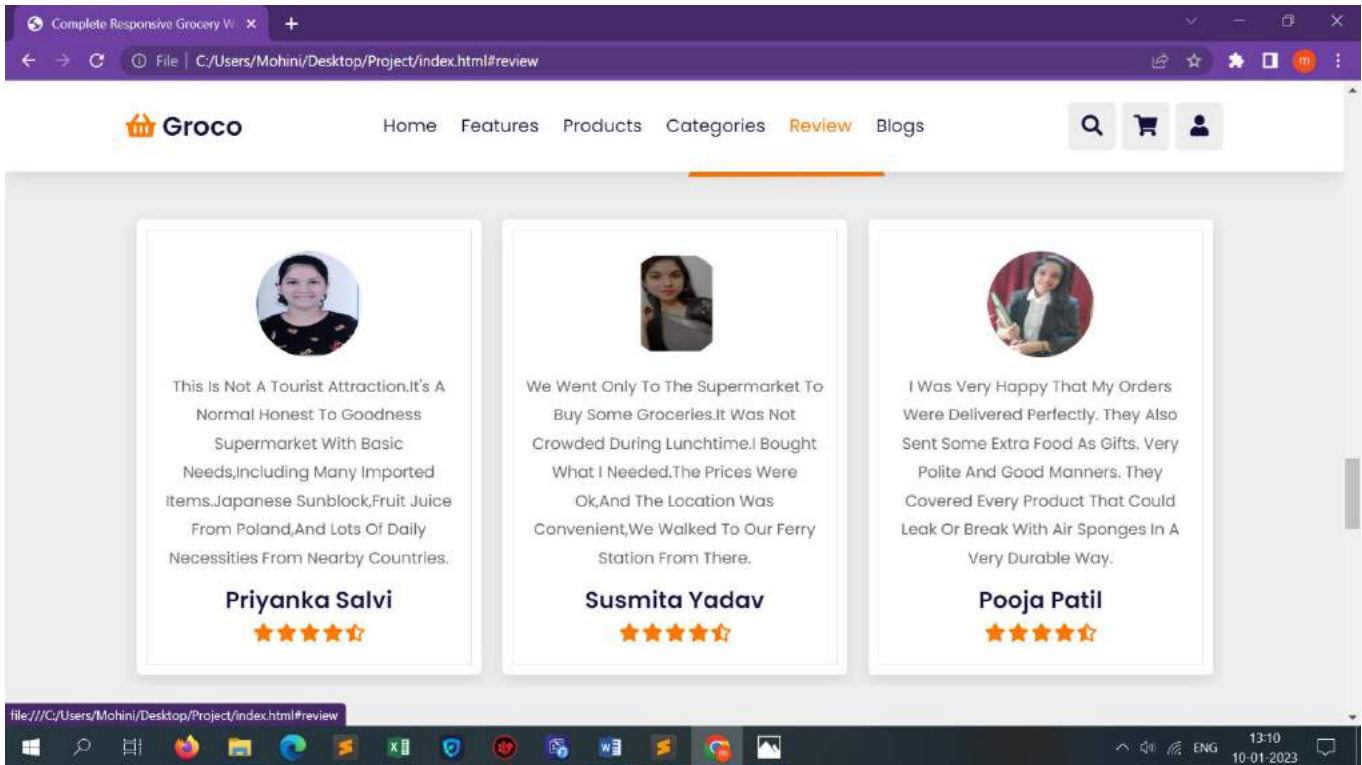 Complete Responsive Grocery W
File | C:/Users/Mohini/Desktop/Project/index.html#review
m
Groco
Home Features Products Categories Review Blogs
This Is Not A Tourist Attraction.It's A
Normal Honest To Goodness
Supermarket With Basic
Needs,Including Many Imported
Items.Japanese Sunblock,Fruit Juice
From Poland,And Lots Of Daily
Necessities From Nearby Countries.
Priyanka Salvi
We Went Only To The Supermarket To
Buy Some Groceries.It Was Not
Crowded During Lunchtime.I Bought
What I Needed.The Prices Were
Ok,And The Location Was
Convenient,We Walked To Our Ferry
Station From There.
Susmita Yadav
I Was Very Happy That My Orders
Were Delivered Perfectly. They Also
Sent Some Extra Food As Gifts. Very
Polite And Good Manners. They
Covered Every Product That Could
Leak Or Break With Air Sponges In A
Very Durable Way.
Pooja Patil
file:///C:/Users/Mohini/Desktop/Project/index.html#review
ENG
13:10
10-01-2023